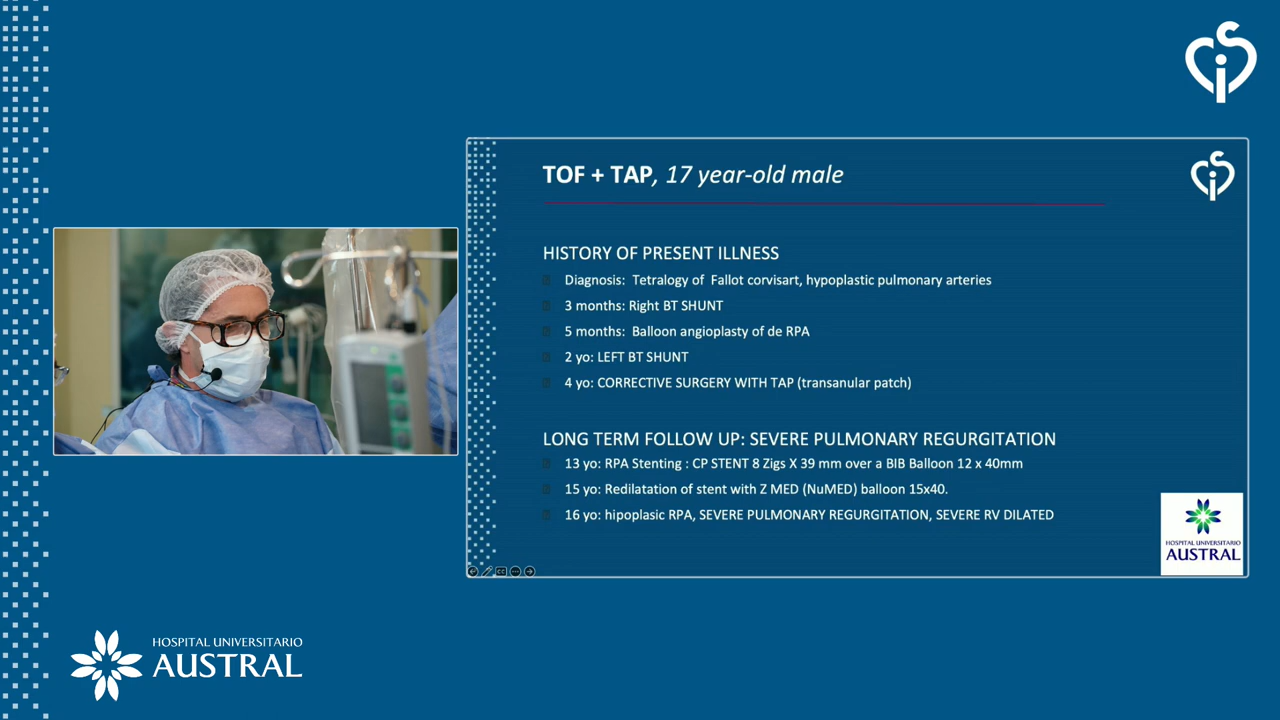 TOF + TAP, 17 year-old male
HISTORY OF PRESENT ILLNESS
Diagnosis: Tetralogy of Fallot corvisart, hypoplastic pulmonary arteries
3 months: Right BT SHUNT
5 months: Balloon angioplasty of de RPA
2 yo: LEFT BT SHUNT
4 yo: CORRECTIVE SURGERY WITH TAP (transanular patch)
LONG TERM FOLLOW UP: SEVERE PULMONARY REGURGITATION
13 yo: RPA Stenting : CP STENT 8 Zigs X 39 mm over a BIB Balloon 12 x 40mm
15 yo: Redilatation of stent with Z MED (NuMED) balloon 15x40.
16 yo: hipoplasic RPA, SEVERE PULMONARY REGURGITATION, SEVERE RV DILATED
HOSPITAL UNIVERSITARIO
AUSTRAL
HOSPITAL UNIVERSITARIO
AUSTRAL